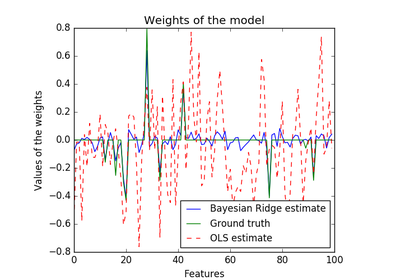 Weights of the model
0.8
0.6
0.4
0.2
0.0
−0.2
−0.4
−0.6
−0.8
Values of the weights
0
20
40
60
80
100
Features
Bayesian Ridge estimate
Ground truth
OLS estimate